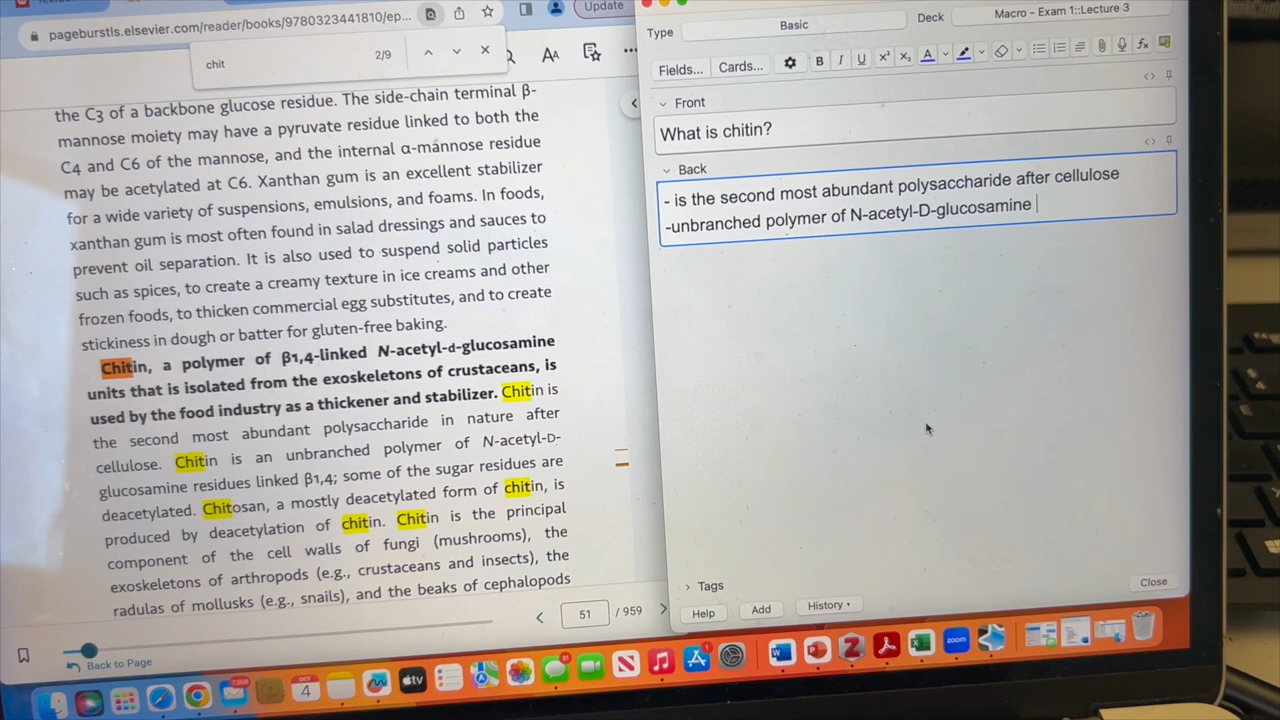 Update
pageburstls.elsevier.com/reader/books/9780323441810/ep...
chit
2/9
AA
the C3 of a backbone glucose residue. The side-chain terminal β-
mannose moiety may have a pyruvate residue linked to both the
C4 and C6 of the mannose, and the internal α-mannose residue
may be acetylated at C6. Xanthan gum is an excellent stabilizer
for a wide variety of suspensions, emulsions, and foams. In foods,
xanthan gum is most often found in salad dressings and sauces to
prevent oil separation. It is also used to suspend solid particles
such as spices, to create a creamy texture in ice creams and other
frozen foods, to thicken commercial egg substitutes, and to create
stickiness in dough or batter for gluten-free baking.
Chitin, a polymer of β1,4-linked N-acetyl-d-glucosamine
units that is isolated from the exoskeletons of crustaceans, is
used by the food industry as a thickener and stabilizer. Chitin is
the second most abundant polysaccharide in nature after
cellulose. Chitin is an unbranched polymer of N-acetyl-D-
glucosamine residues linked β1,4; some of the sugar residues are
deacetylated. Chitosan, a mostly deacetylated form of chitin, is
produced by deacetylation of chitin. Chitin is the principal
component of the cell walls of fungi (mushrooms), the
exoskeletons of arthropods (e.g., crustaceans and insects), the
radulas of mollusks (e.g., snails), and the beaks of cephalopods
51 / 959
Back to Page
Type
Basic
Deck
Macro - Exam 1::Lecture 3
Fields...
Cards...
B I U x² x₂ A
fx
Front
What is chitin?
Back
- is the second most abundant polysaccharide after cellulose
-unbranched polymer of N-acetyl-D-glucosamine
Tags
Close
Help
Add
History
OCT
4
31
tv
1
W
P
Z
X
zoom